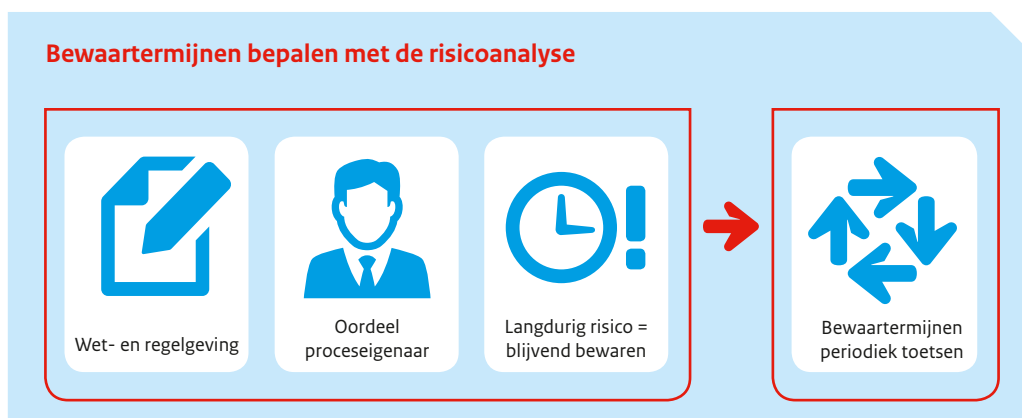 Bewaartermijnen bepalen met de risicoanalyse
Wet- en regelgeving
Oordeel
proceseigenaar
Langdurig risico =
blijvend bewaren
Bewaartermijnen
periodiek toetsen